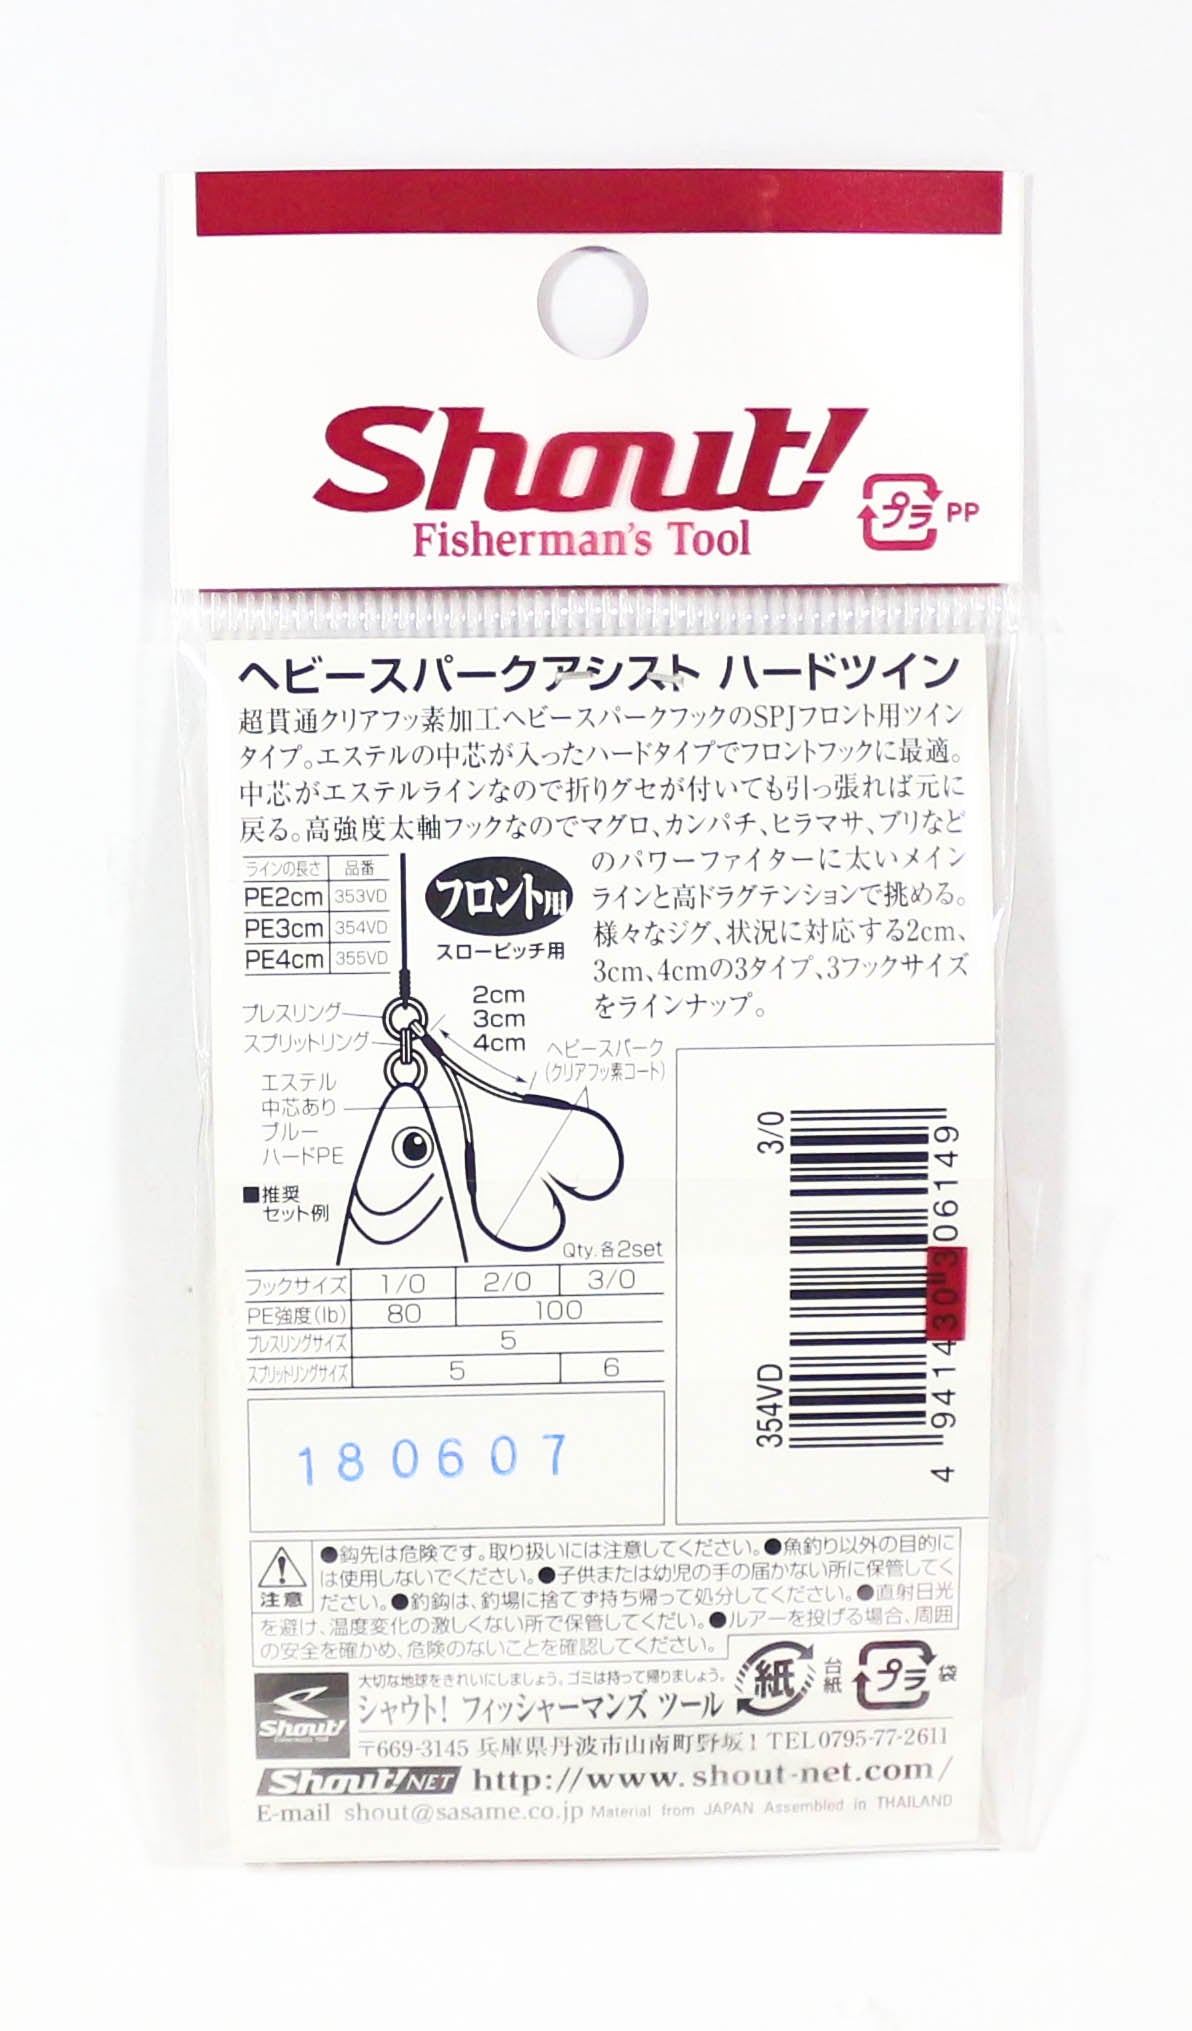 Shout!
Fisherman's Tool
プラ PP
ヘビースパークアシスト ハードツイン
超貫通クリアフッ素加工ヘビースパークフックのSPJフロント用ツイン
タイプ。エステルの中芯が入ったハードタイプでフロントフックに最適。
中芯がエステルラインなので折りグセが付いても引っ張れば元に
戻る。高強度太軸フックなのでマグロ、カンパチ、ヒラマサ、ブリなど
のパワーファイターに太いメイン
ラインと高ドラグテンションで挑める。
様々なジグ、状況に対応する2cm、
3cm、4cmの3タイプ、3フックサイズ
をラインナップ。
ラインの長さ 品番
PE2cm 353VD
PE3cm 354VD
PE4cm 355VD
フロント用
スローピッチ用
プレスリング
スプリットリング
2cm
3cm
4cm
ヘビースパーク
(クリアフッ素コート)
エステル
中芯あり
ブルー
ハードPE
■推奨
セット例
Qty.各2set
フックサイズ 1/0 2/0 3/0
PE強度(lb) 80 100
プレスリングサイズ 5
スプリットリングサイズ 5 6
354VD 3/0
4 941430 306149
180607
注意
●鈎先は危険です。取り扱いには注意してください。●魚釣り以外の目的に
は使用しないでください。●子供または幼児の手の届かない所に保管してく
ださい。●釣鈎は、釣場に捨てず持ち帰って処分してください。●直射日光
を避け、温度変化の激しくない所で保管してくだい。●ルアーを投げる場合、周囲
の安全を確かめ、危険のないことを確認してください。
大切な地球をきれいにしましょう。ゴミは持って帰りましょう。
シャウト! フィッシャーマンズ ツール
紙 台紙 プラ 袋
Shout!
Fisherman's Tool
〒669-3145 兵庫県丹波市山南町野坂1 TEL0795-77-2611
Shout!NET http://www.shout-net.com/
E-mail shout@sasame.co.jp Material from JAPAN Assembled in THAILAND